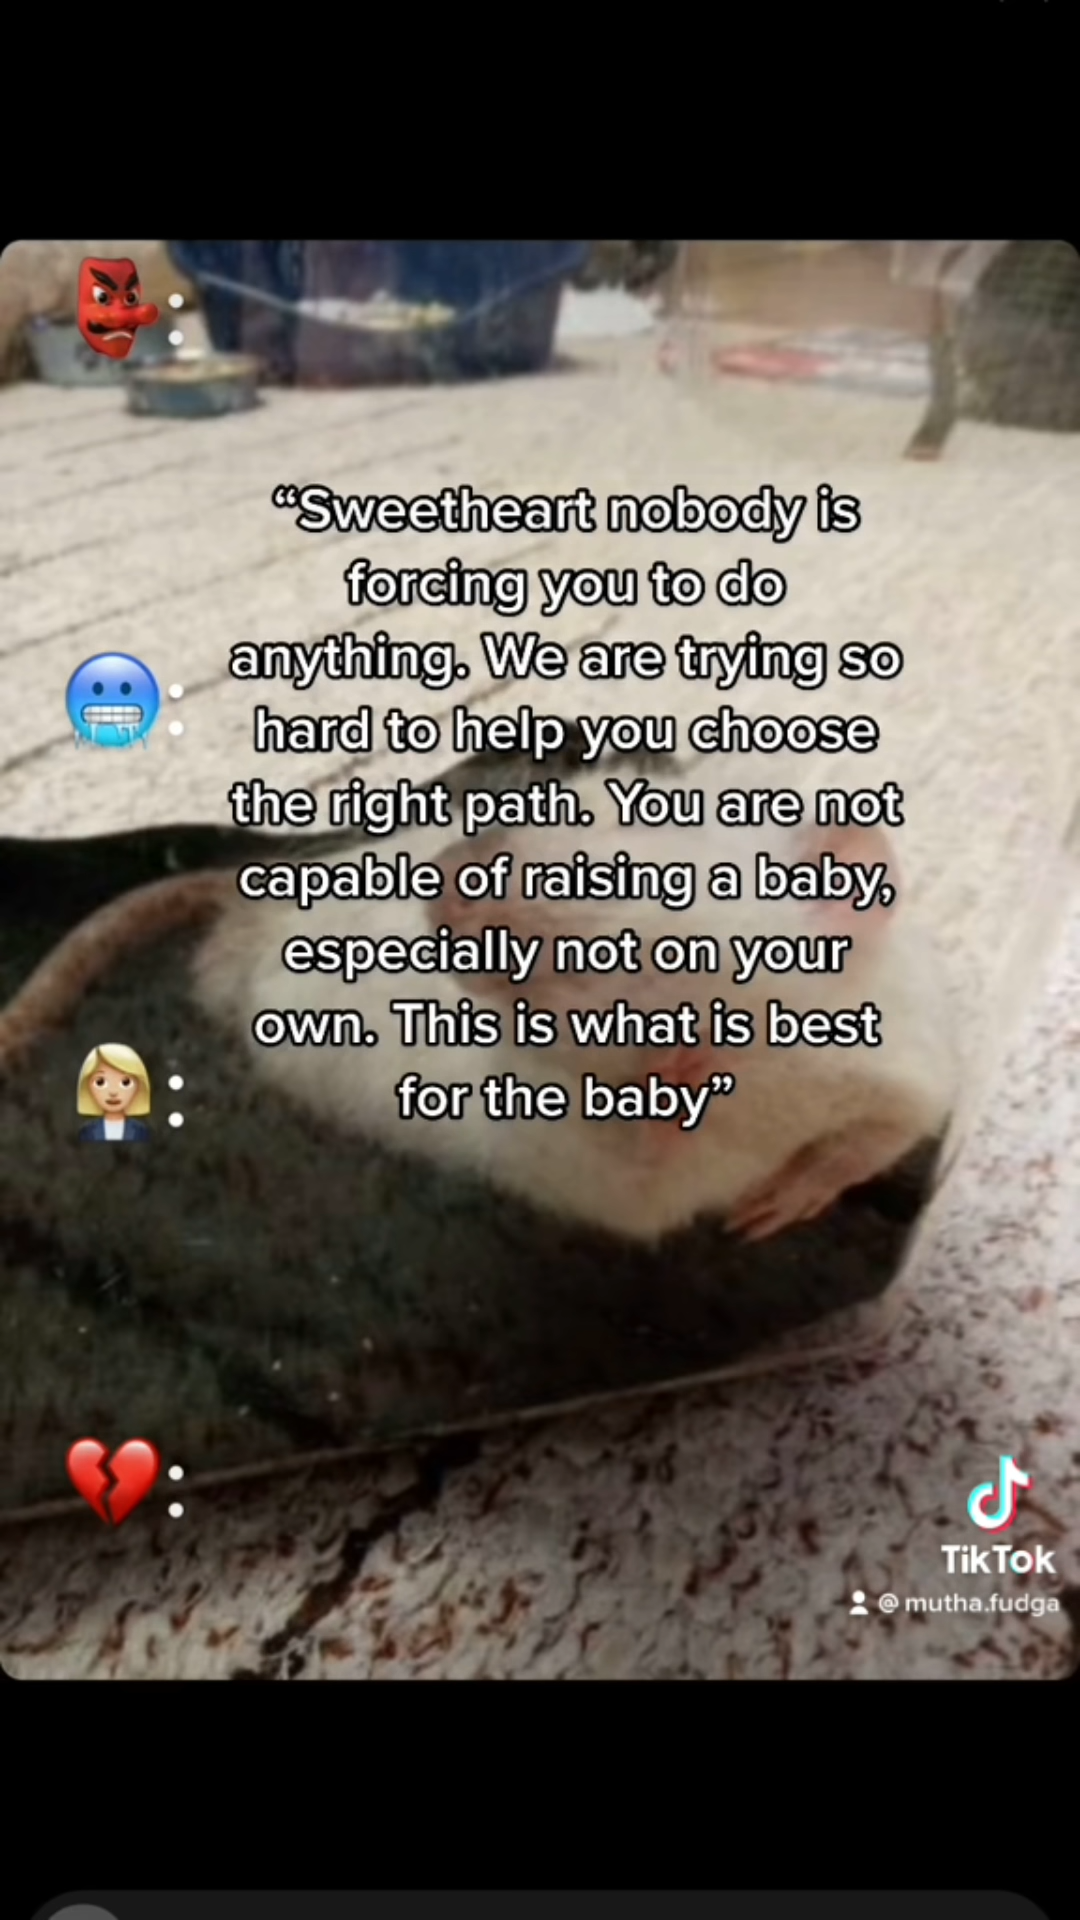 “Sweetheart nobody is
forcing you to do
anything. We are trying so
hard to help you choose
the right path. You are not
capable of raising a baby,
especially not on your
own. This is what is best
for the baby”
TikTok
@mutha.fudga